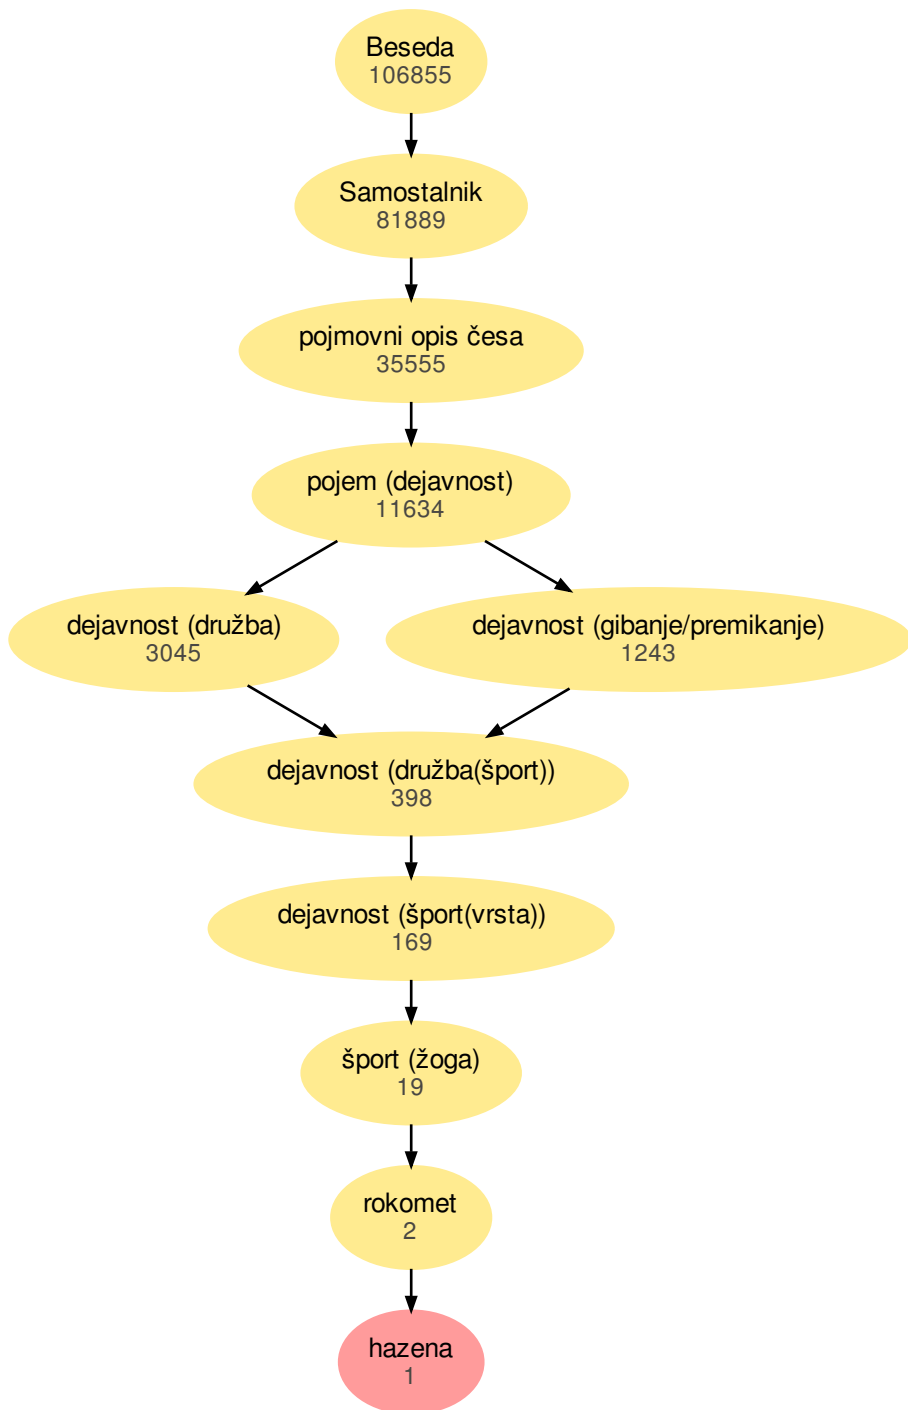 Beseda
106855
Samostalnik
81889
pojmovni opis česa
35555
pojem (dejavnost)
11634
dejavnost (družba)
3045
dejavnost (gibanje/premikanje)
1243
dejavnost (družba(šport))
398
dejavnost (šport(vrsta))
169
šport (žoga)
19
rokomet
2
hazena
1